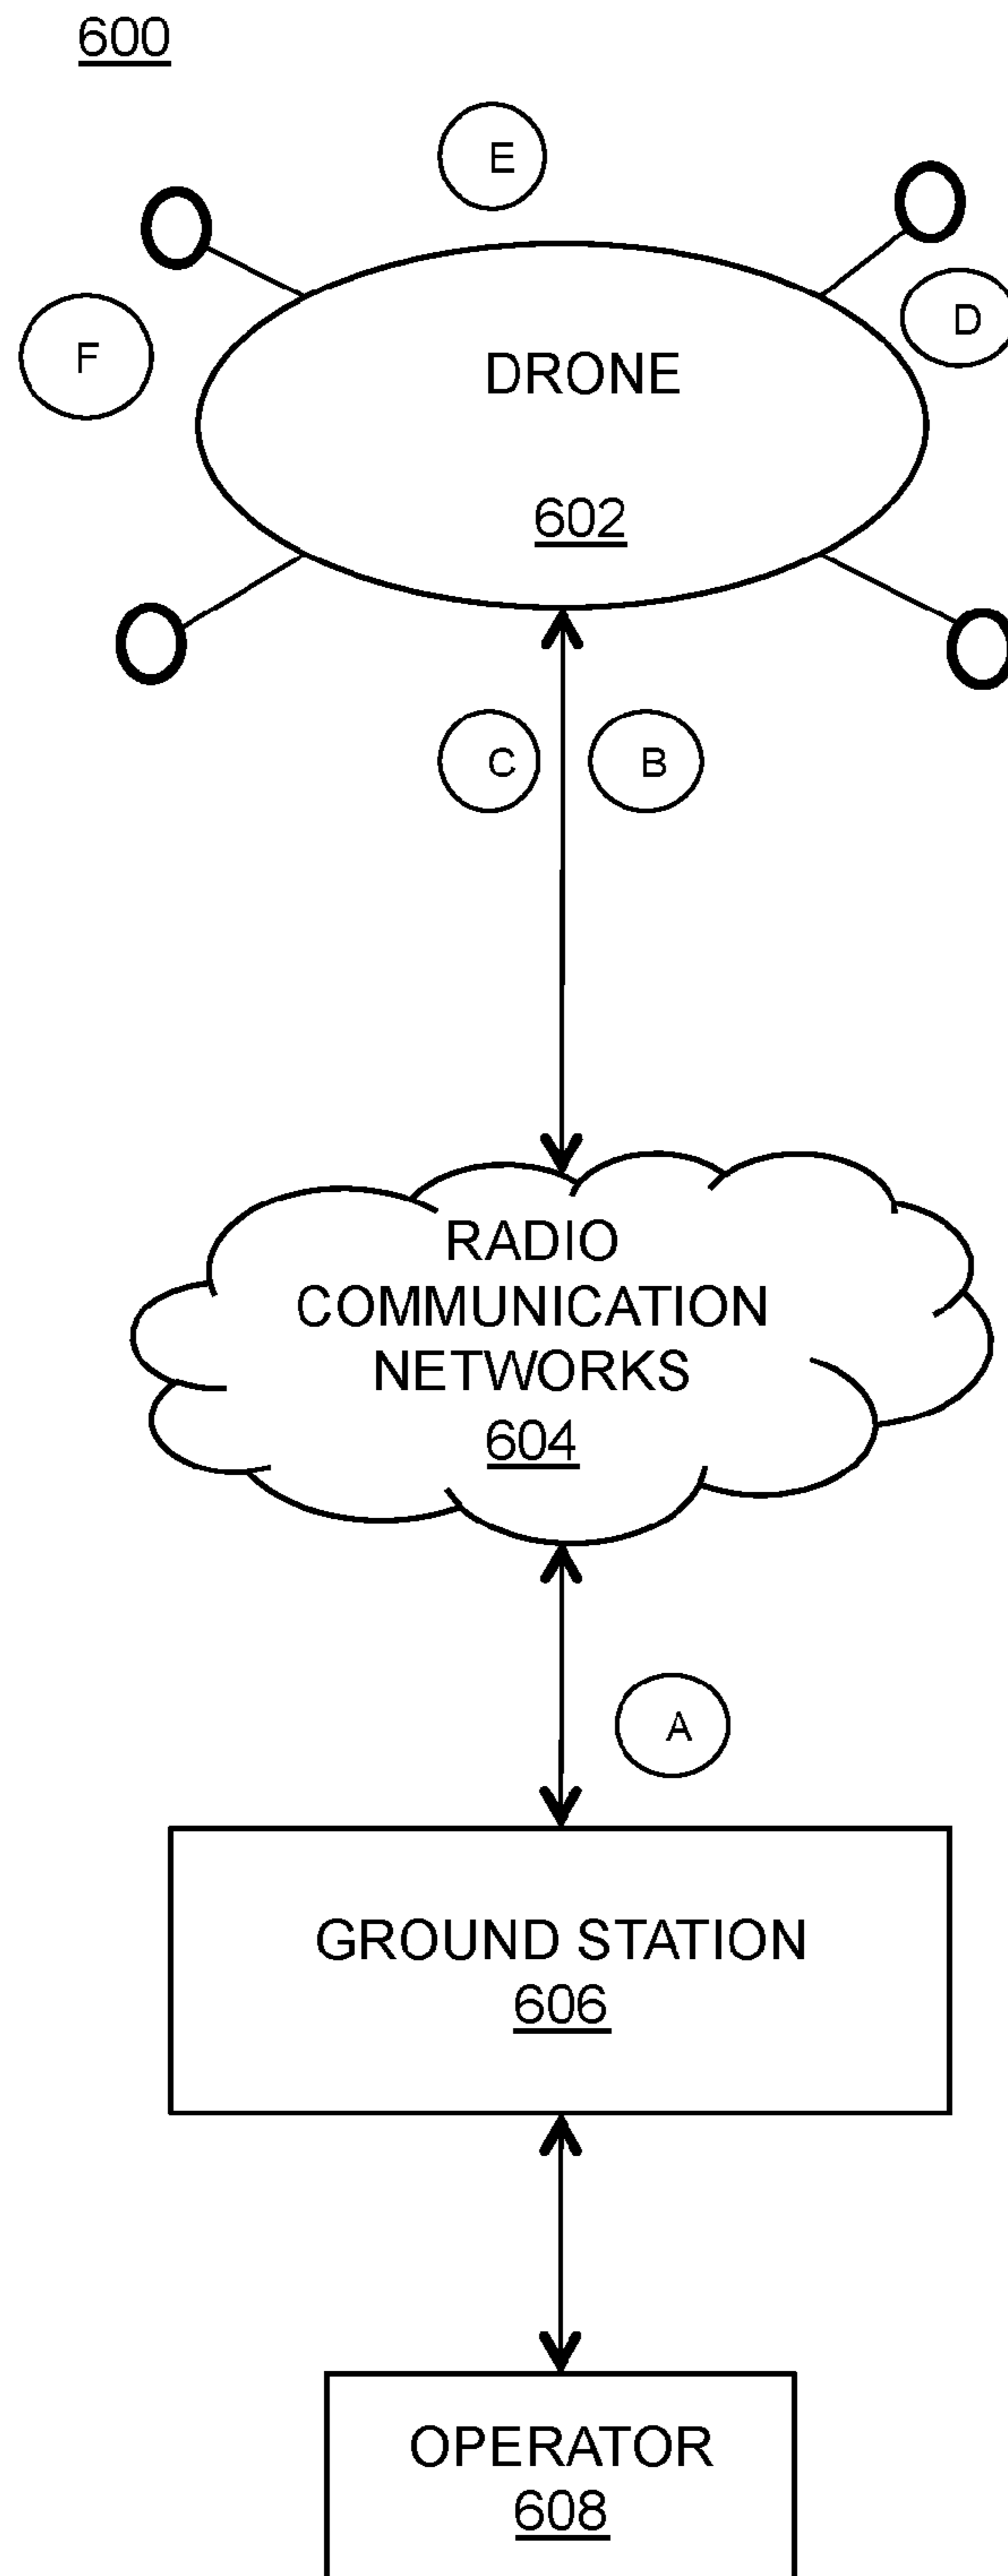 600
E
D
F
DRONE
602
C
B
RADIO
COMMUNICATION
NETWORKS
604
A
GROUND STATION
606
OPERATOR
608